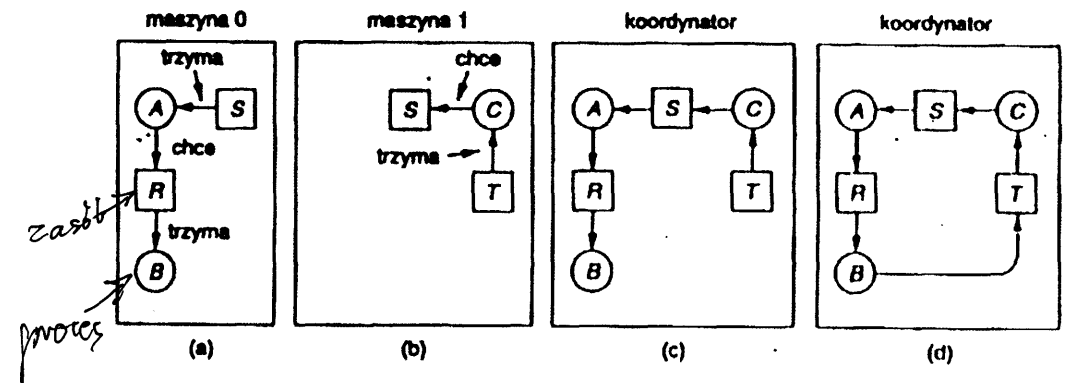 maszyna 0 maszyna 1 koordynator koordynator
trzyma
chce
A S S C A S C A S C
chce
trzyma
R T R T R T
zasób
trzyma
B B B
proces
(a) (b) (c) (d)